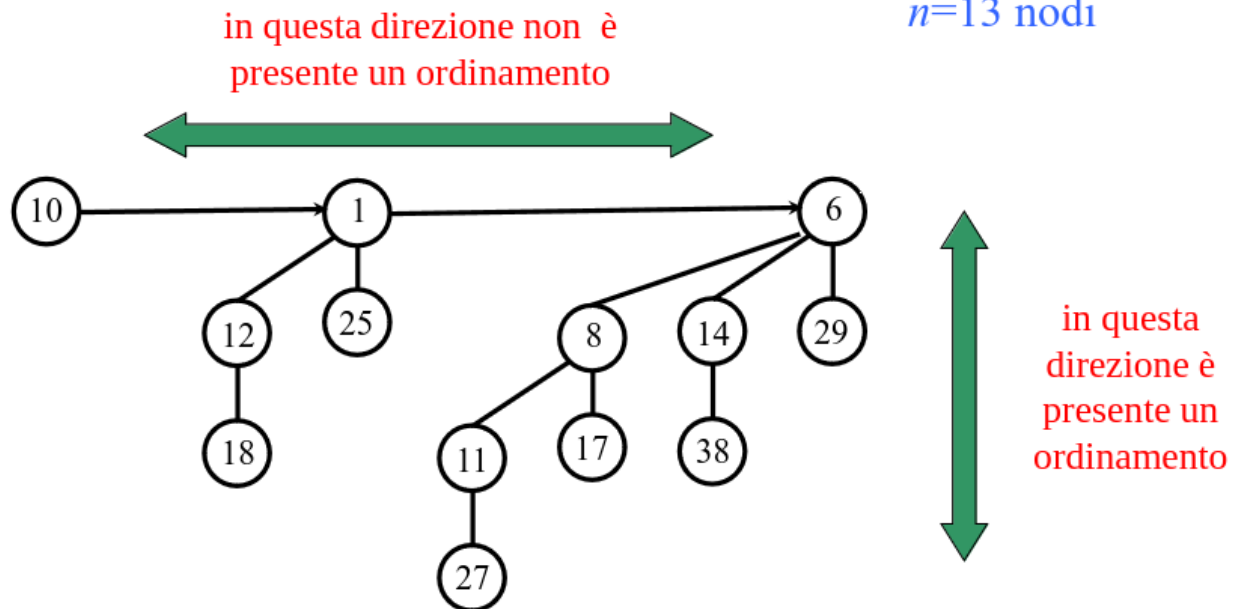 in questa direzione non è
presente un ordinamento
n=13 nodi
10
1
6
12
25
8
14
29
18
11
17
38
27
in questa
direzione è
presente un
ordinamento